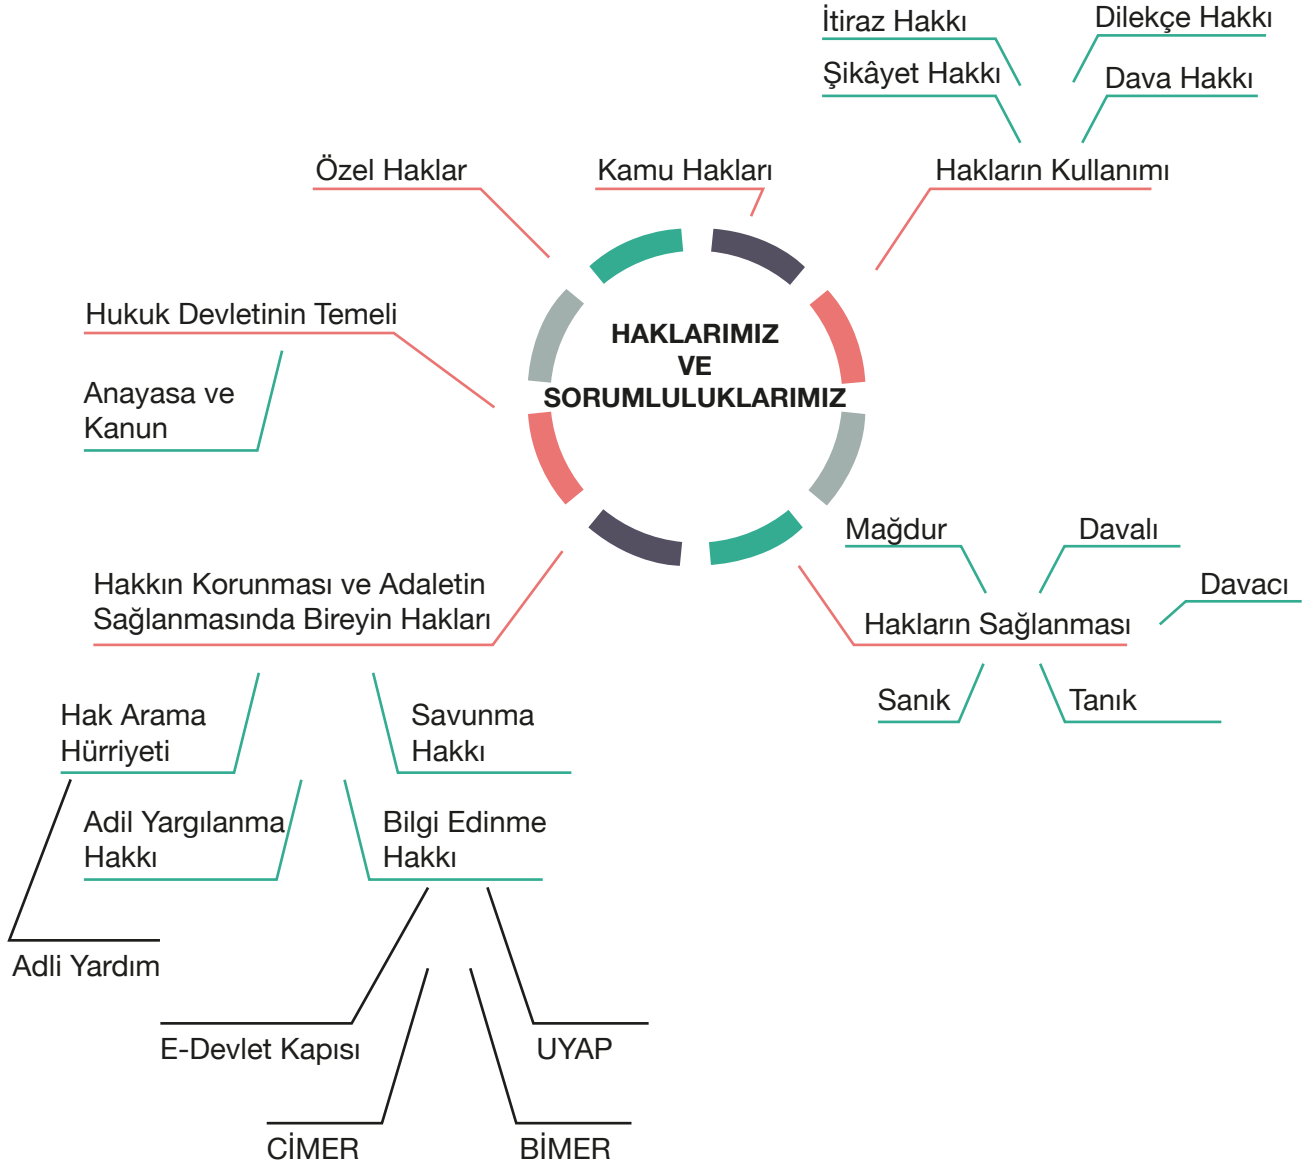 İtiraz Hakkı
Dilekçe Hakkı
Şikâyet Hakkı
Dava Hakkı
Özel Haklar
Kamu Hakları
Hakların Kullanımı
Hukuk Devletinin Temeli
Anayasa ve
Kanun
HAKLARIMIZ
VE
SORUMLULUKLARIMIZ
Mağdur
Davalı
Davacı
Hakların Sağlanması
Sanık
Tanık
Hakkın Korunması ve Adaletin
Sağlanmasında Bireyin Hakları
Hak Arama
Hürriyeti
Savunma
Hakkı
Adil Yargılanma
Hakkı
Bilgi Edinme
Hakkı
Adli Yardım
E-Devlet Kapısı
UYAP
CİMER
BİMER